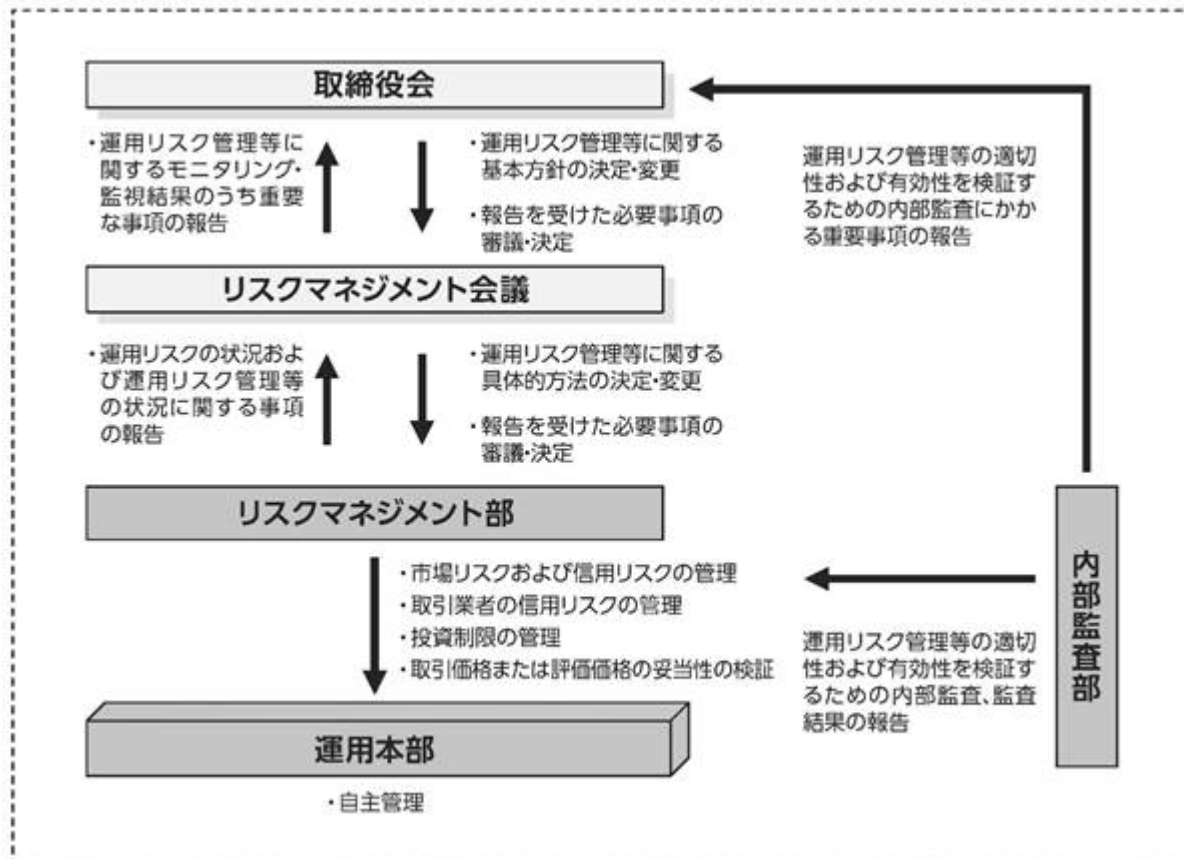 取締役会
・運用リスク管理等に
関するモニタリング・
監視結果のうち重要
な事項の報告
・運用リスク管理等に関する
基本方針の決定・変更
・報告を受けた必要事項の
審議・決定
運用リスク管理等の適切
性および有効性を検証す
るための内部監査にかか
る重要事項の報告
リスクマネジメント会議
・運用リスクの状況およ
び運用リスク管理等
の状況に関する事項
の報告
・運用リスク管理等に関する
具体的方法の決定・変更
・報告を受けた必要事項の
審議・決定
リスクマネジメント部
・市場リスクおよび信用リスクの管理
・取引業者の信用リスクの管理
・投資制限の管理
・取引価格または評価価格の妥当性の検証
内部監査部
運用リスク管理等の適切
性および有効性を検証す
るための内部監査、監査
結果の報告
運用本部
・自主管理